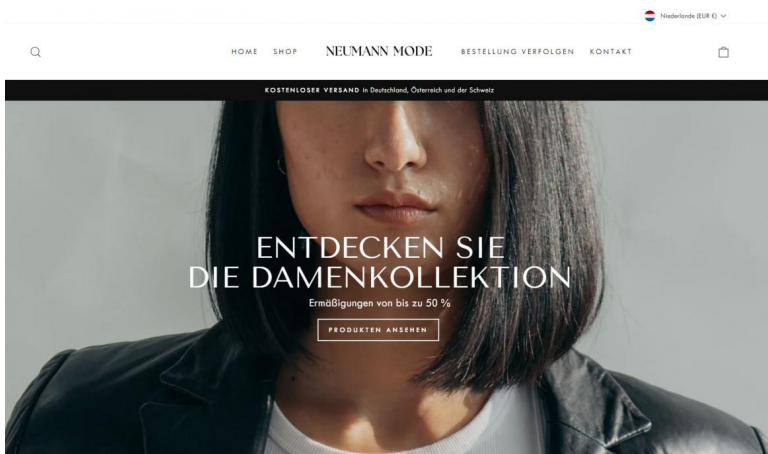 Niederlande (EUR €)
HOME SHOP NEUMANN MODE BESTELLUNG VERFOLGEN KONTAKT
KOSTENLOSER VERSAND in Deutschland, Österreich und der Schweiz
ENTDECKEN SIE
DIE DAMENKOLLEKTION
Ermäßigungen von bis zu 50 %
PRODUKTEN ANSEHEN